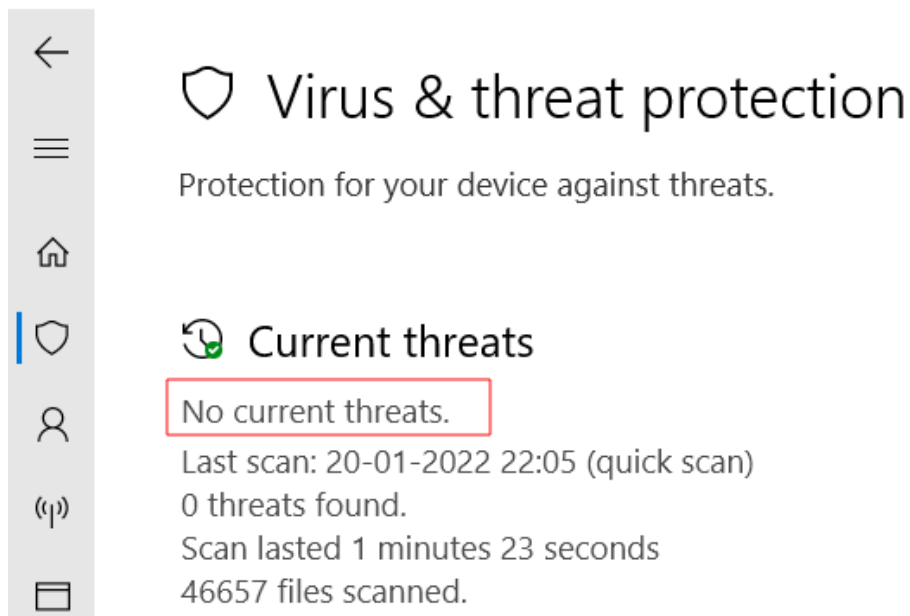 Virus & threat protection
Protection for your device against threats.
Current threats
No current threats.
Last scan: 20-01-2022 22:05 (quick scan)
0 threats found.
Scan lasted 1 minutes 23 seconds
46657 files scanned.